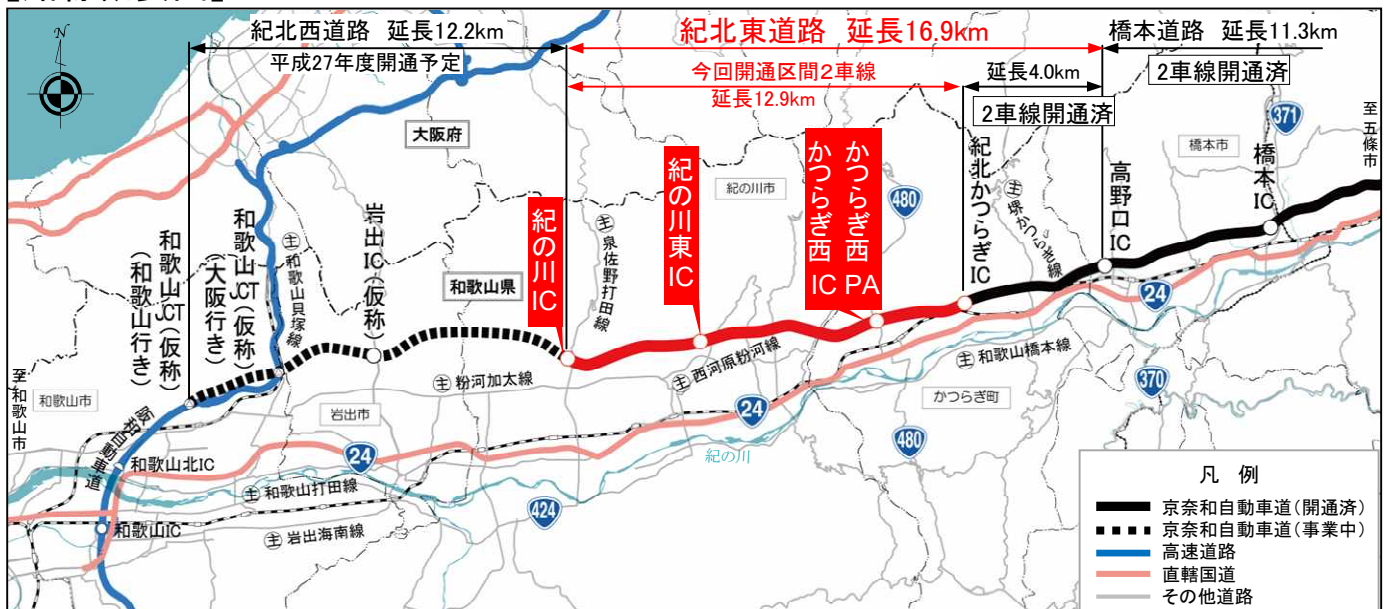 紀北西道路 延長12.2km
平成27年度開通予定
紀北東道路 延長16.9km
今回開通区間2車線
延長12.9km
延長4.0km
2車線開通済
橋本道路 延長11.3km
2車線開通済
N
大阪府
和歌山県
紀の川市
橋本市
371
至五條市
480
和歌山JCT(仮称)
(和歌山行き)
和歌山JCT(仮称)
(大阪行き)
主 和歌山貝塚線
岩出IC(仮称)
紀の川IC
主 泉佐野打田線
紀の川東IC
かつらぎ西IC
かつらぎ西PA
紀北かつらぎIC
主 堺かつらぎ線
高野口IC
橋本IC
24
至和歌山市
和歌山市
岩出市
主 粉河加太線
主 西河原粉河線
主 和歌山橋本線
かつらぎ町
370
24
480
紀の川
阪和自動車道
和歌山北IC
24
主 和歌山打田線
424
和歌山IC
主 岩出海南線
凡 例
京奈和自動車道(開通済)
京奈和自動車道(事業中)
高速道路
直轄国道
その他道路